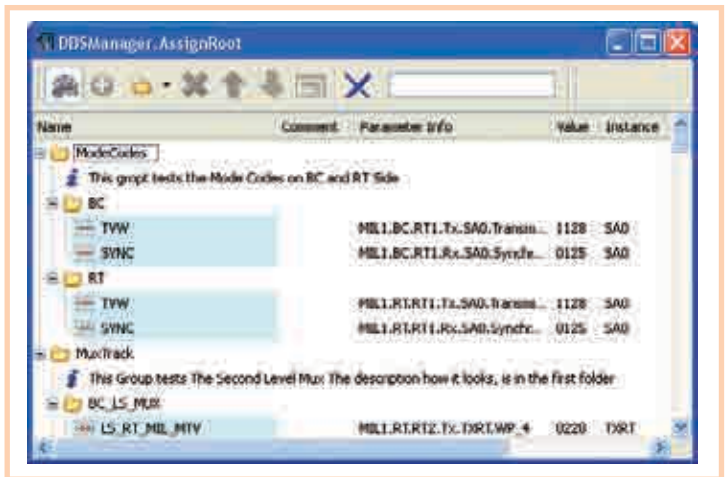 DDSManager.AssignRoot
Name Comment Parameter Info Value Instance
ModeCodes
This gropt tests the Mode Codes on BC and RT Side
BC
TVW MIL1.BC.RT1.Tx.SA0.Transm... 1128 SA0
SYNC MIL1.BC.RT1.Rx.SA0.Synchr... 0125 SA0
RT
TVW MIL1.RT.RT1.Tx.SA0.Transm... 1128 SA0
SYNC MIL1.RT.RT1.Rx.SA0.Synchr... 0125 SA0
MuxTrack
This Group tests The Second Level Mux The description how it looks, is in the first folder
BC_LS_MUX
LS_RT_MIL_MTV MIL1.RT.RT2.Tx.TXRT.WP_4 0220 TXRT